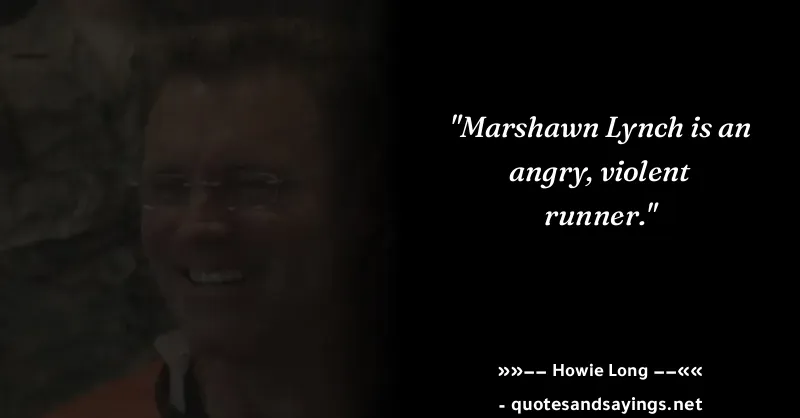 "Marshawn Lynch is an
angry, violent
runner."
»»−− Howie Long −−««
- quotesandsayings.net